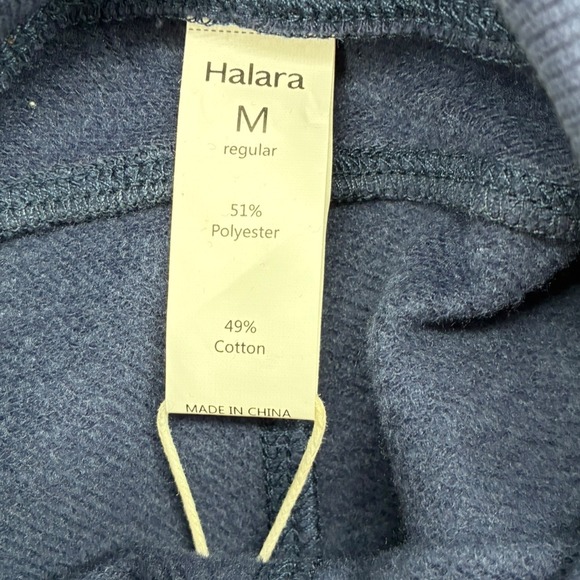 Halara
M
regular
51%
Polyester
49%
Cotton
MADE IN CHINA